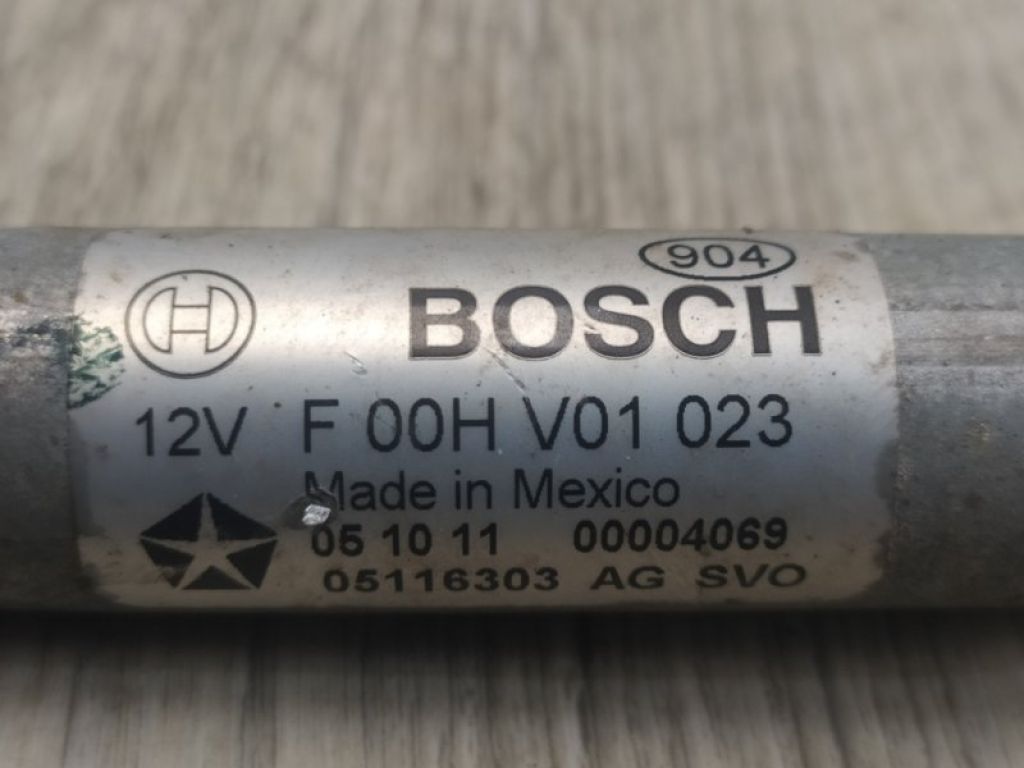 904
BOSCH
12V F 00H V01 023
Made in Mexico
05 10 11 00004069
05116303 AG SVO